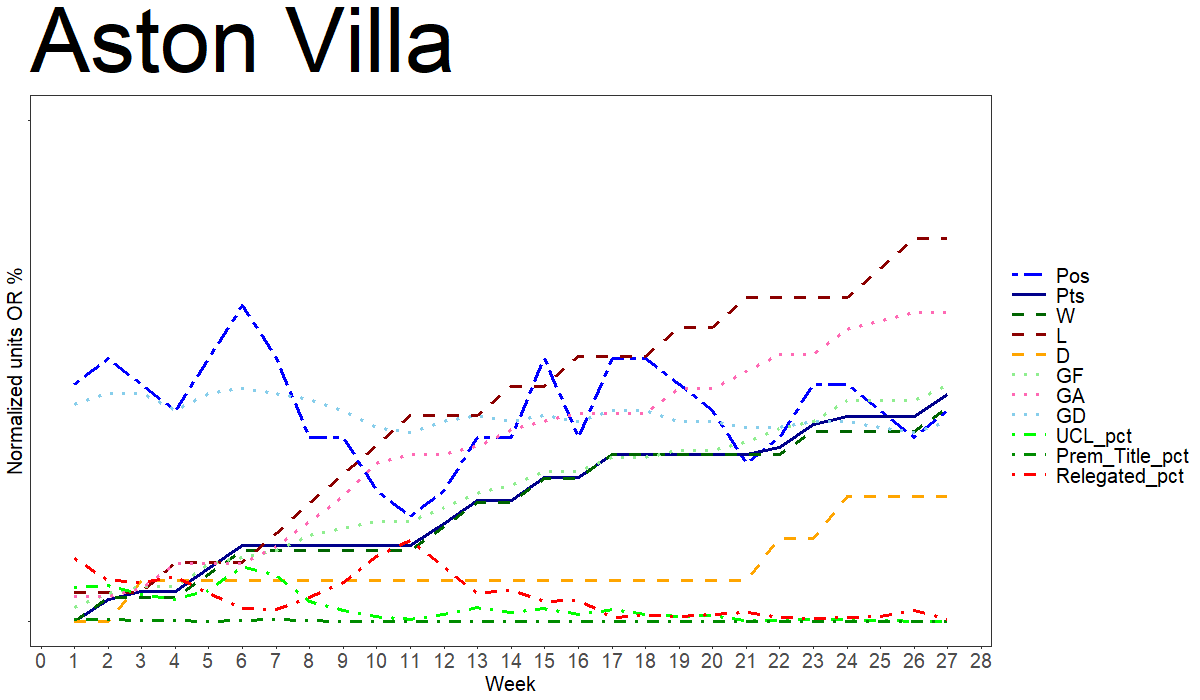 Aston Villa
Normalized units OR %
Pos
Pts
W
L
D
GF
GA
GD
UCL_pct
Prem_Title_pct
Relegated_pct
0 1 2 3 4 5 6 7 8 9 10 11 12 13 14 15 16 17 18 19 20 21 22 23 24 25 26 27 28
Week